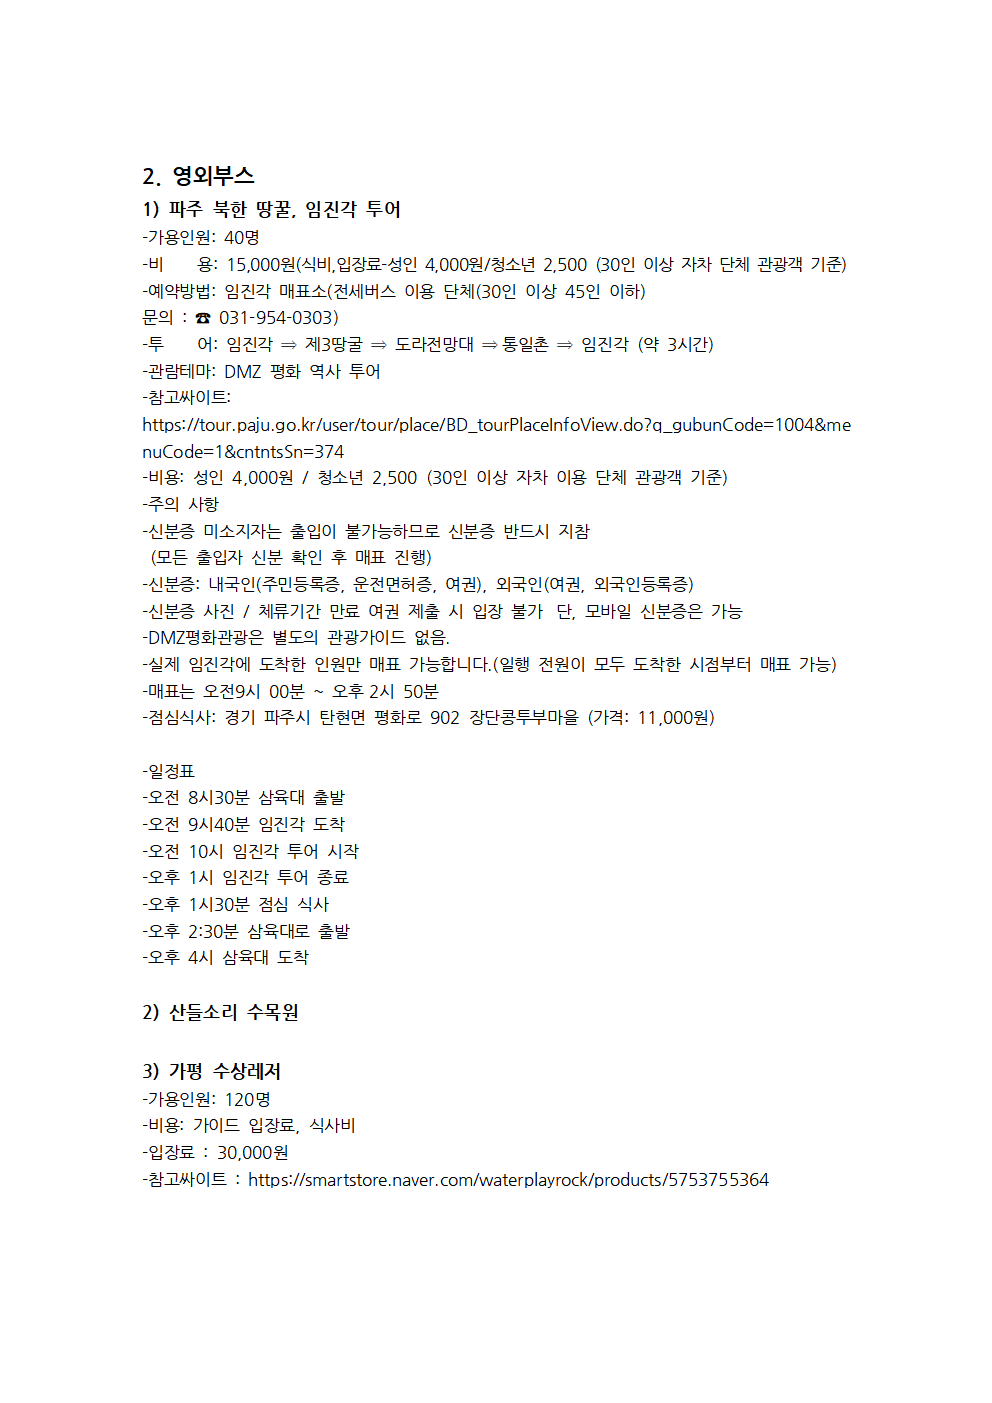 2. 영외부스
1) 파주 북한 땅꿀, 임진각 투어
-가용인원: 40명
-비 용: 15,000원(식비,입장료-성인 4,000원/청소년 2,500 (30인 이상 자차 단체 관광객 기준)
-예약방법: 임진각 매표소(전세버스 이용 단체(30인 이상 45인 이하)
문의 : ☎ 031-954-0303)
-투 어: 임진각 ⇒ 제3땅굴 ⇒ 도라전망대 ⇒ 통일촌 ⇒ 임진각 (약 3시간)
-관람테마: DMZ 평화 역사 투어
-참고싸이트:
https://tour.paju.go.kr/user/tour/place/BD_tourPlaceInfoView.do?q_gubunCode=1004&me
nuCode=1&cntntsSn=374
-비용: 성인 4,000원 / 청소년 2,500 (30인 이상 자차 이용 단체 관광객 기준)
-주의 사항
-신분증 미소지자는 출입이 불가능하므로 신분증 반드시 지참
(모든 출입자 신분 확인 후 매표 진행)
-신분증: 내국인(주민등록증, 운전면허증, 여권), 외국인(여권, 외국인등록증)
-신분증 사진 / 체류기간 만료 여권 제출 시 입장 불가 단, 모바일 신분증은 가능
-DMZ평화관광은 별도의 관광가이드 없음.
-실제 임진각에 도착한 인원만 매표 가능합니다.(일행 전원이 모두 도착한 시점부터 매표 가능)
-매표는 오전9시 00분 ~ 오후 2시 50분
-점심식사: 경기 파주시 탄현면 평화로 902 장단콩투부마을 (가격: 11,000원)
-일정표
-오전 8시30분 삼육대 출발
-오전 9시40분 임진각 도착
-오전 10시 임진각 투어 시작
-오후 1시 임진각 투어 종료
-오후 1시30분 점심 식사
-오후 2:30분 삼육대로 출발
-오후 4시 삼육대 도착
2) 산들소리 수목원
3) 가평 수상레저
-가용인원: 120명
-비용: 가이드 입장료, 식사비
-입장료 : 30,000원
-참고싸이트 : https://smartstore.naver.com/waterplayrock/products/5753755364